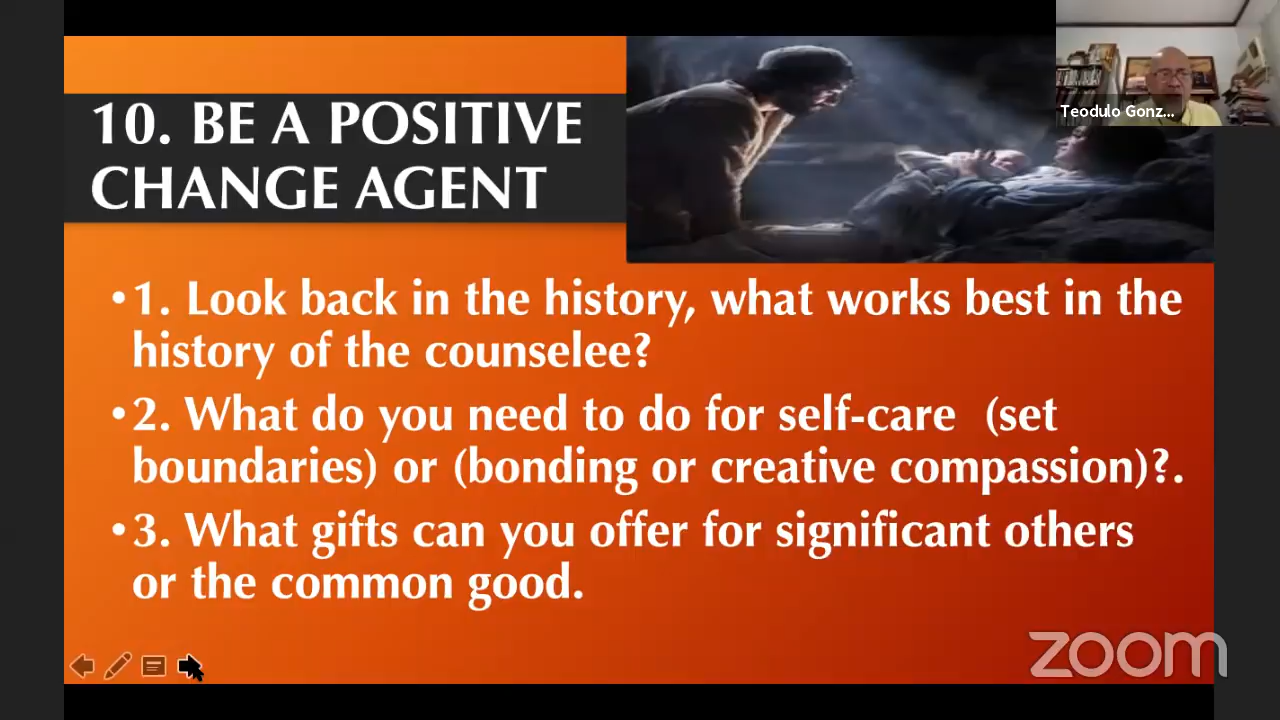 10. BE A POSITIVE
CHANGE AGENT
Teodulo Gonz...
•1. Look back in the history, what works best in the
history of the counselee?
•2. What do you need to do for self-care  (set
boundaries) or (bonding or creative compassion)?.
•3. What gifts can you offer for significant others
or the common good.
zoom